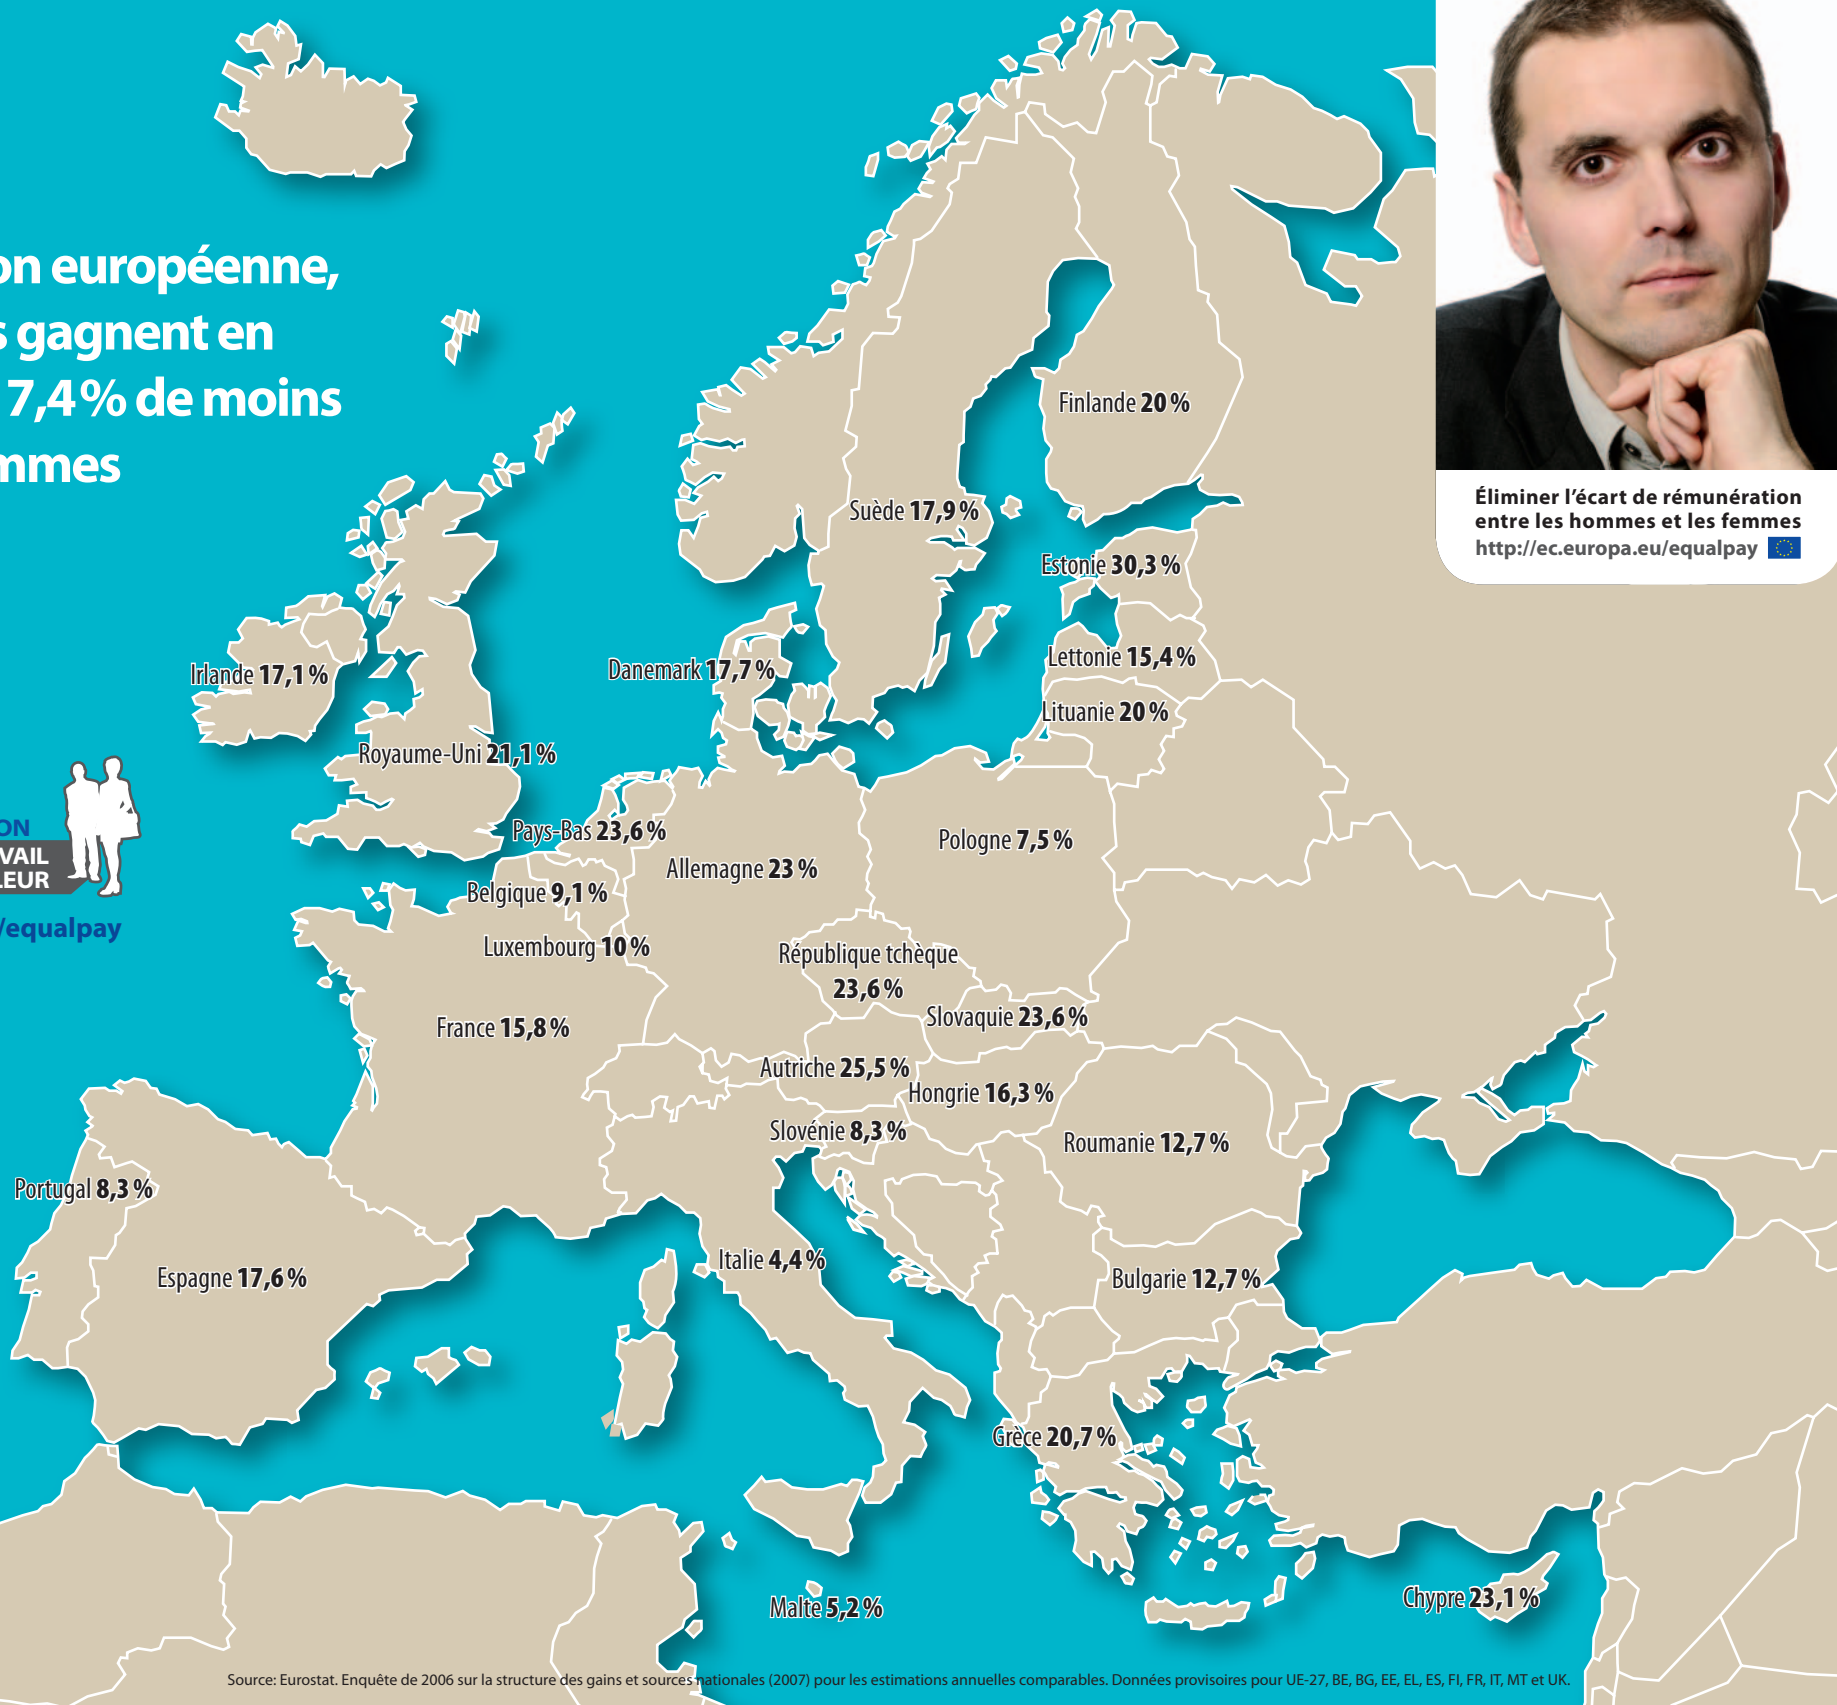 on européenne,
s gagnent en
7,4 % de moins
mmes
Éliminer l'écart de rémunération
entre les hommes et les femmes
http://ec.europa.eu/equalpay
Finlande 20 %
Suède 17,9 %
Estonie 30,3 %
Irlande 17,1 %
Danemark 17,7 %
Lettonie 15,4 %
Lituanie 20 %
Royaume-Uni 21,1 %
Pays-Bas 23,6 %
Pologne 7,5 %
ON
VAIL
LEUR
/equalpay
Allemagne 23 %
Belgique 9,1 %
Luxembourg 10 %
République tchèque
23,6 %
Slovaquie 23,6 %
France 15,8 %
Autriche 25,5 %
Hongrie 16,3 %
Slovénie 8,3 %
Roumanie 12,7 %
Portugal 8,3 %
Espagne 17,6 %
Italie 4,4 %
Bulgarie 12,7 %
Grèce 20,7 %
Malte 5,2 %
Chypre 23,1 %
Source: Eurostat. Enquête de 2006 sur la structure des gains et sources nationales (2007) pour les estimations annuelles comparables. Données provisoires pour UE-27, BE, BG, EE, EL, ES, FI, FR, IT, MT et UK.